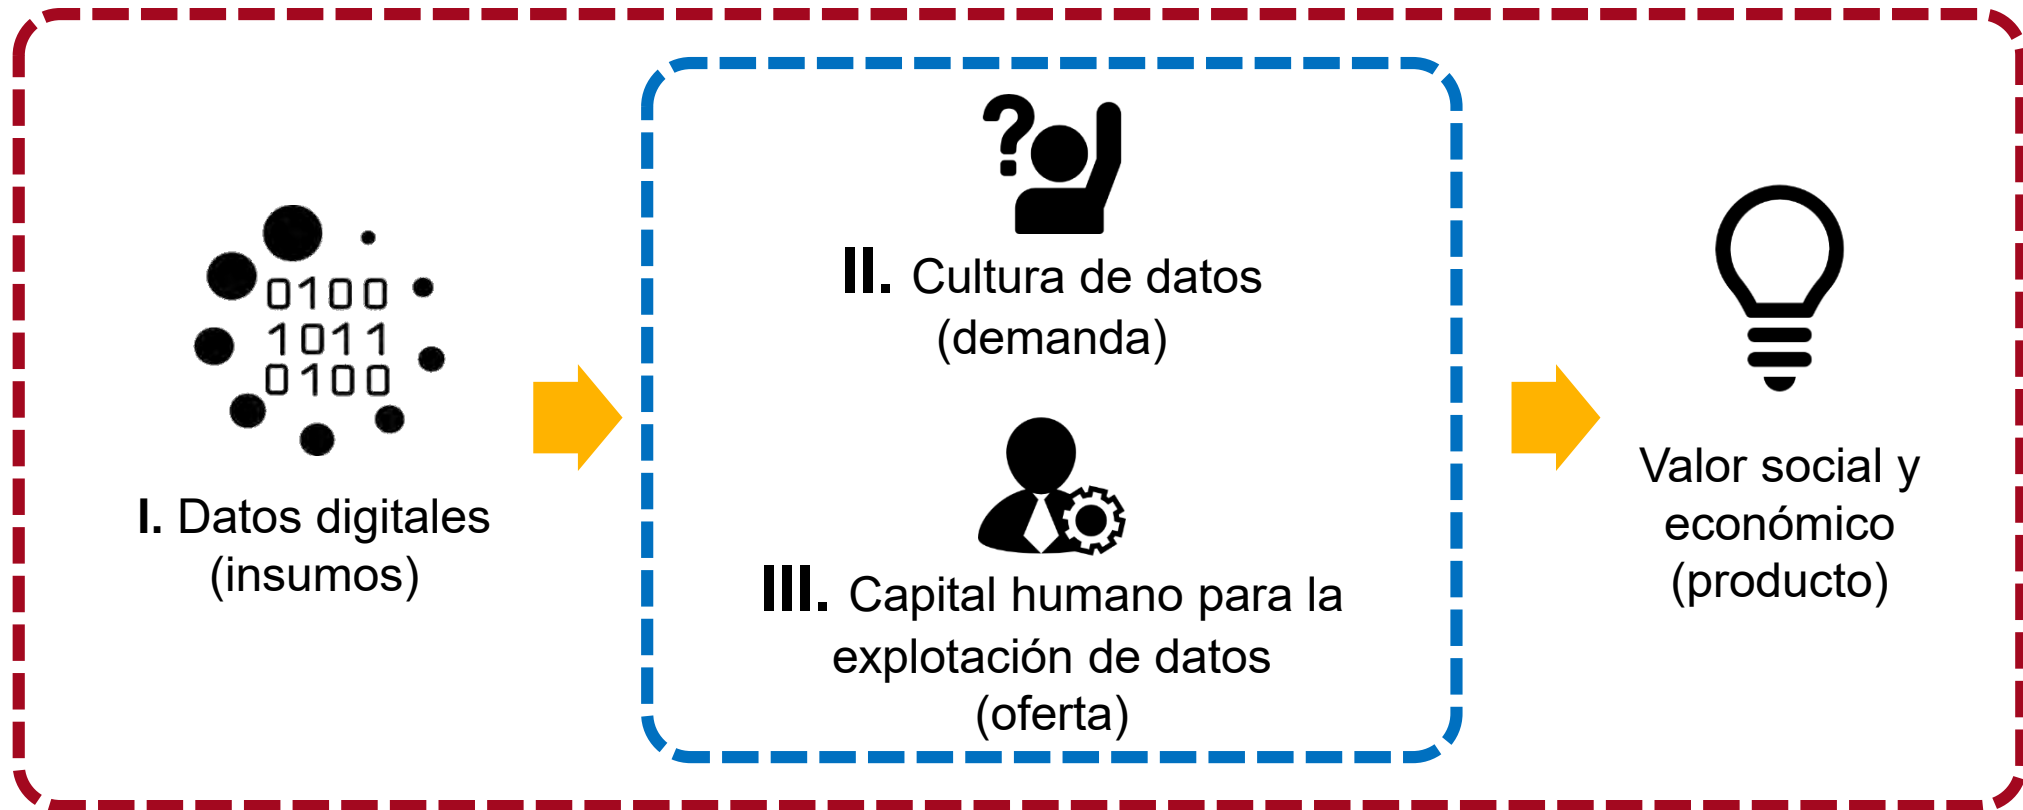 0100
1011
0100
I. Datos digitales
(insumos)
?
II. Cultura de datos
(demanda)
III. Capital humano para la
explotación de datos
(oferta)
Valor social y
económico
(producto)